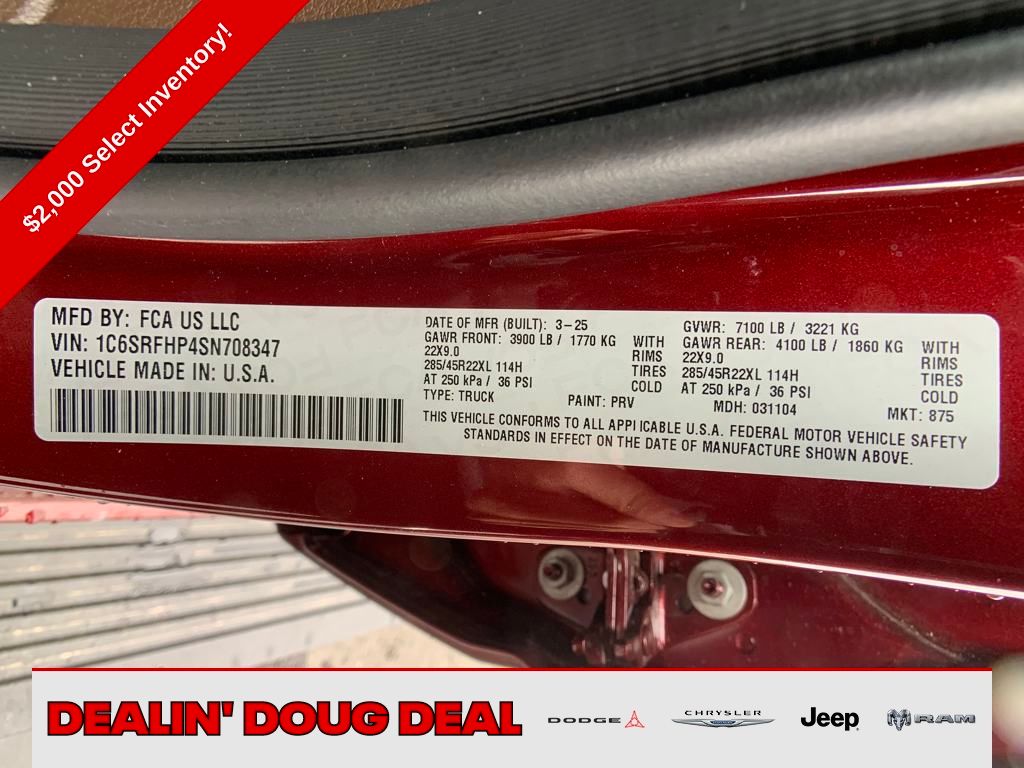 $2,000 Select Inventory!
MFD BY: FCA US LLC
VIN: 1C6SRFHP4SN708347
VEHICLE MADE IN: U.S.A.
DATE OF MFR (BUILT): 3-25
GAWR FRONT: 3900 LB / 1770 KG WITH
22X9.0 RIMS
285/45R22XL 114H TIRES
AT 250 kPa / 36 PSI COLD
TYPE: TRUCK PAINT: PRV
GVWR: 7100 LB / 3221 KG
GAWR REAR: 4100 LB / 1860 KG WITH
22X9.0 RIMS
285/45R22XL 114H TIRES
AT 250 kPa / 36 PSI COLD
MDH: 031104 MKT: 875
THIS VEHICLE CONFORMS TO ALL APPLICABLE U.S.A. FEDERAL MOTOR VEHICLE SAFETY
STANDARDS IN EFFECT ON THE DATE OF MANUFACTURE SHOWN ABOVE.
DEALIN' DOUG DEAL DODGE CHRYSLER Jeep RAM